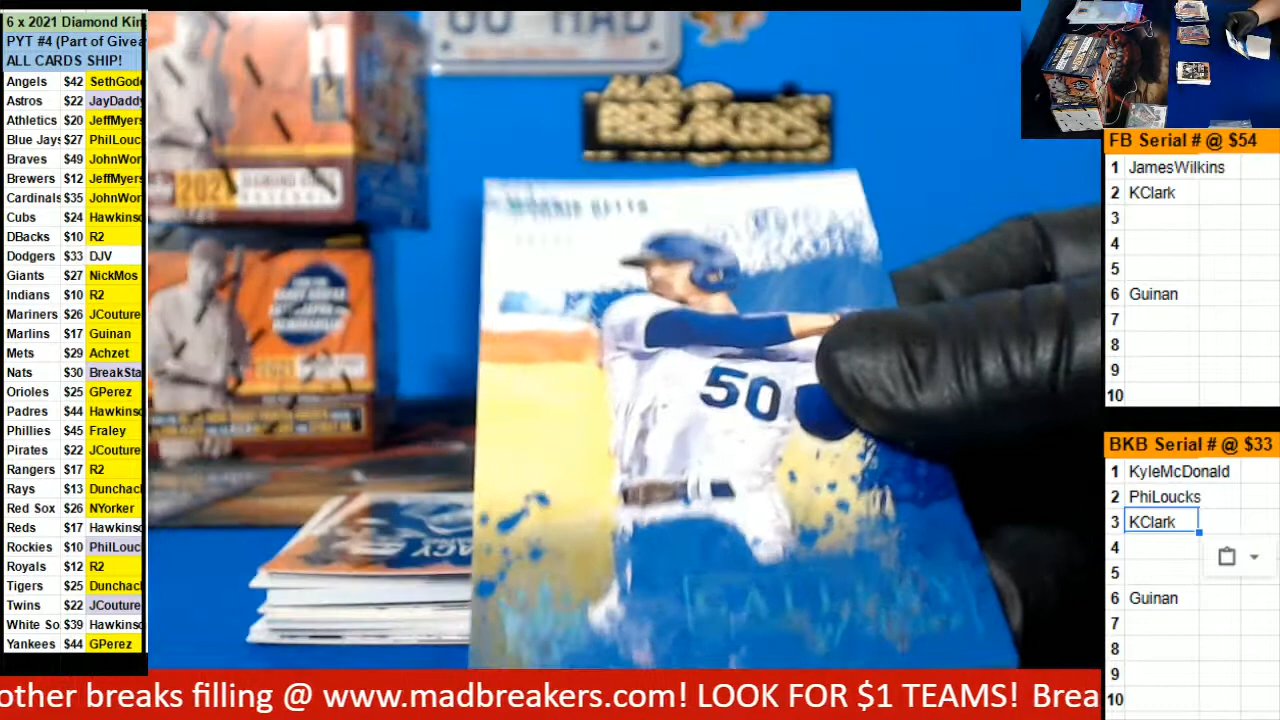 6 x 2021 Diamond Kin
PYT #4 (Part of Givea
ALL CARDS SHIP!
Angels $42 SethGod
Astros $22 JayDaddy
Athletics $20 JeffMyers
Blue Jays $27 PhilLouc
Braves $49 JohnWor
Brewers $12 JeffMyers
Cardinals $35 JohnWor
Cubs $24 Hawkinso
DBacks $10 R2
Dodgers $33 DJV
Giants $27 NickMos
Indians $10 R2
Mariners $26 JCouture
Marlins $17 Guinan
Mets $29 Achzet
Nats $30 BreakSta
Orioles $25 GPerez
Padres $44 Hawkinso
Phillies $45 Fraley
Pirates $22 JCouture
Rangers $17 R2
Rays $13 Dunchac
Red Sox $26 NYorker
Reds $17 Hawkinso
Rockies $10 PhilLouc
Royals $12 R2
Tigers $25 Dunchac
Twins $22 JCouture
White So $39 Hawkinso
Yankees $44 GPerez
BREAKERS
2021
50
FB Serial # @ $54
1 JamesWilkins
2 KClark
3
4
5
6 Guinan
7
8
9
10
BKB Serial # @ $33
1 KyleMcDonald
2 PhiLoucks
3 KClark
4
5
6 Guinan
7
8
9
10
other breaks filling @ www.madbreakers.com! LOOK FOR $1 TEAMS! Brea